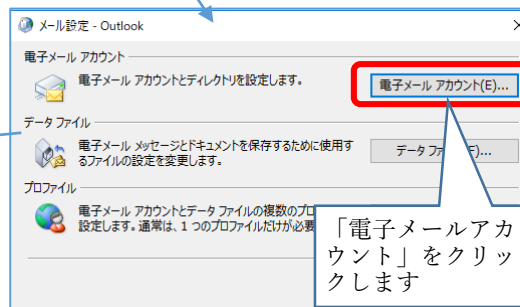 メール設定 - Outlook
電子メール アカウント
電子メール アカウントとディレクトリを設定します。
電子メール アカウント(E)...
データ ファイル
電子メール メッセージとドキュメントを保存するために使用す
るファイルの設定を変更します。
データ ファ
F)...
プロファイル
電子メール アカウントとデータ ファイルの複数のプロ
設定します。通常は、1 つのプロファイルだけが必要
「電子メールアカ
ウント」をクリッ
クします